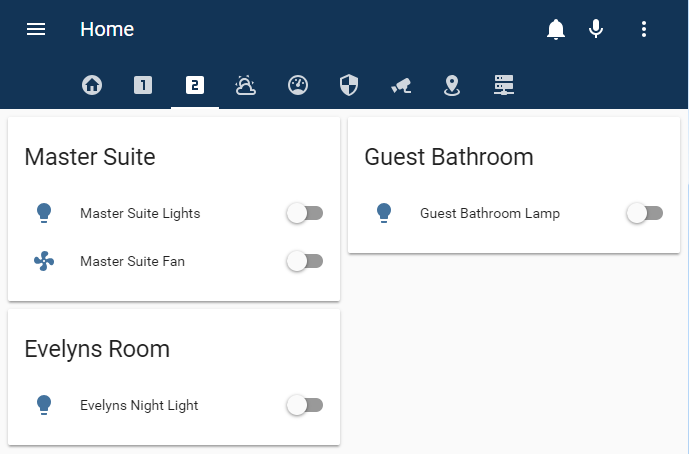 Home
1
2
Master Suite
Master Suite Lights
Master Suite Fan
Guest Bathroom
Guest Bathroom Lamp
Evelyns Room
Evelyns Night Light